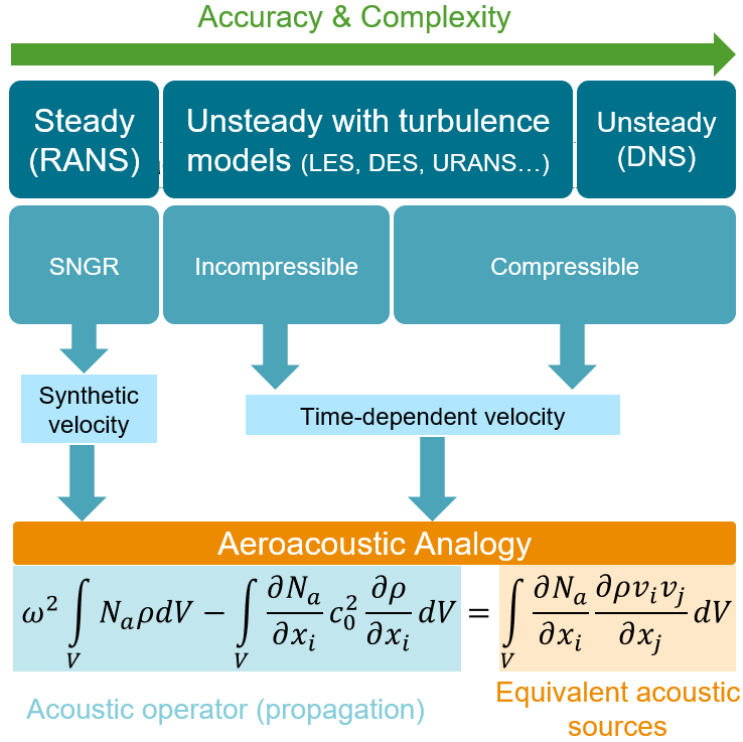 Accuracy & Complexity
Steady
(RANS)
Unsteady with turbulence
models (LES, DES, URANS…)
Unsteady
(DNS)
SNGR
Incompressible
Compressible
Synthetic
velocity
Time-dependent velocity
Aeroacoustic Analogy
ω² ∫_V N_a ρdV − ∫_V ∂N_a/∂x_i c_0² ∂ρ/∂x_i dV = ∫_V ∂N_a/∂x_i ∂ρv_iv_j/∂x_j dV
Acoustic operator (propagation)
Equivalent acoustic
sources